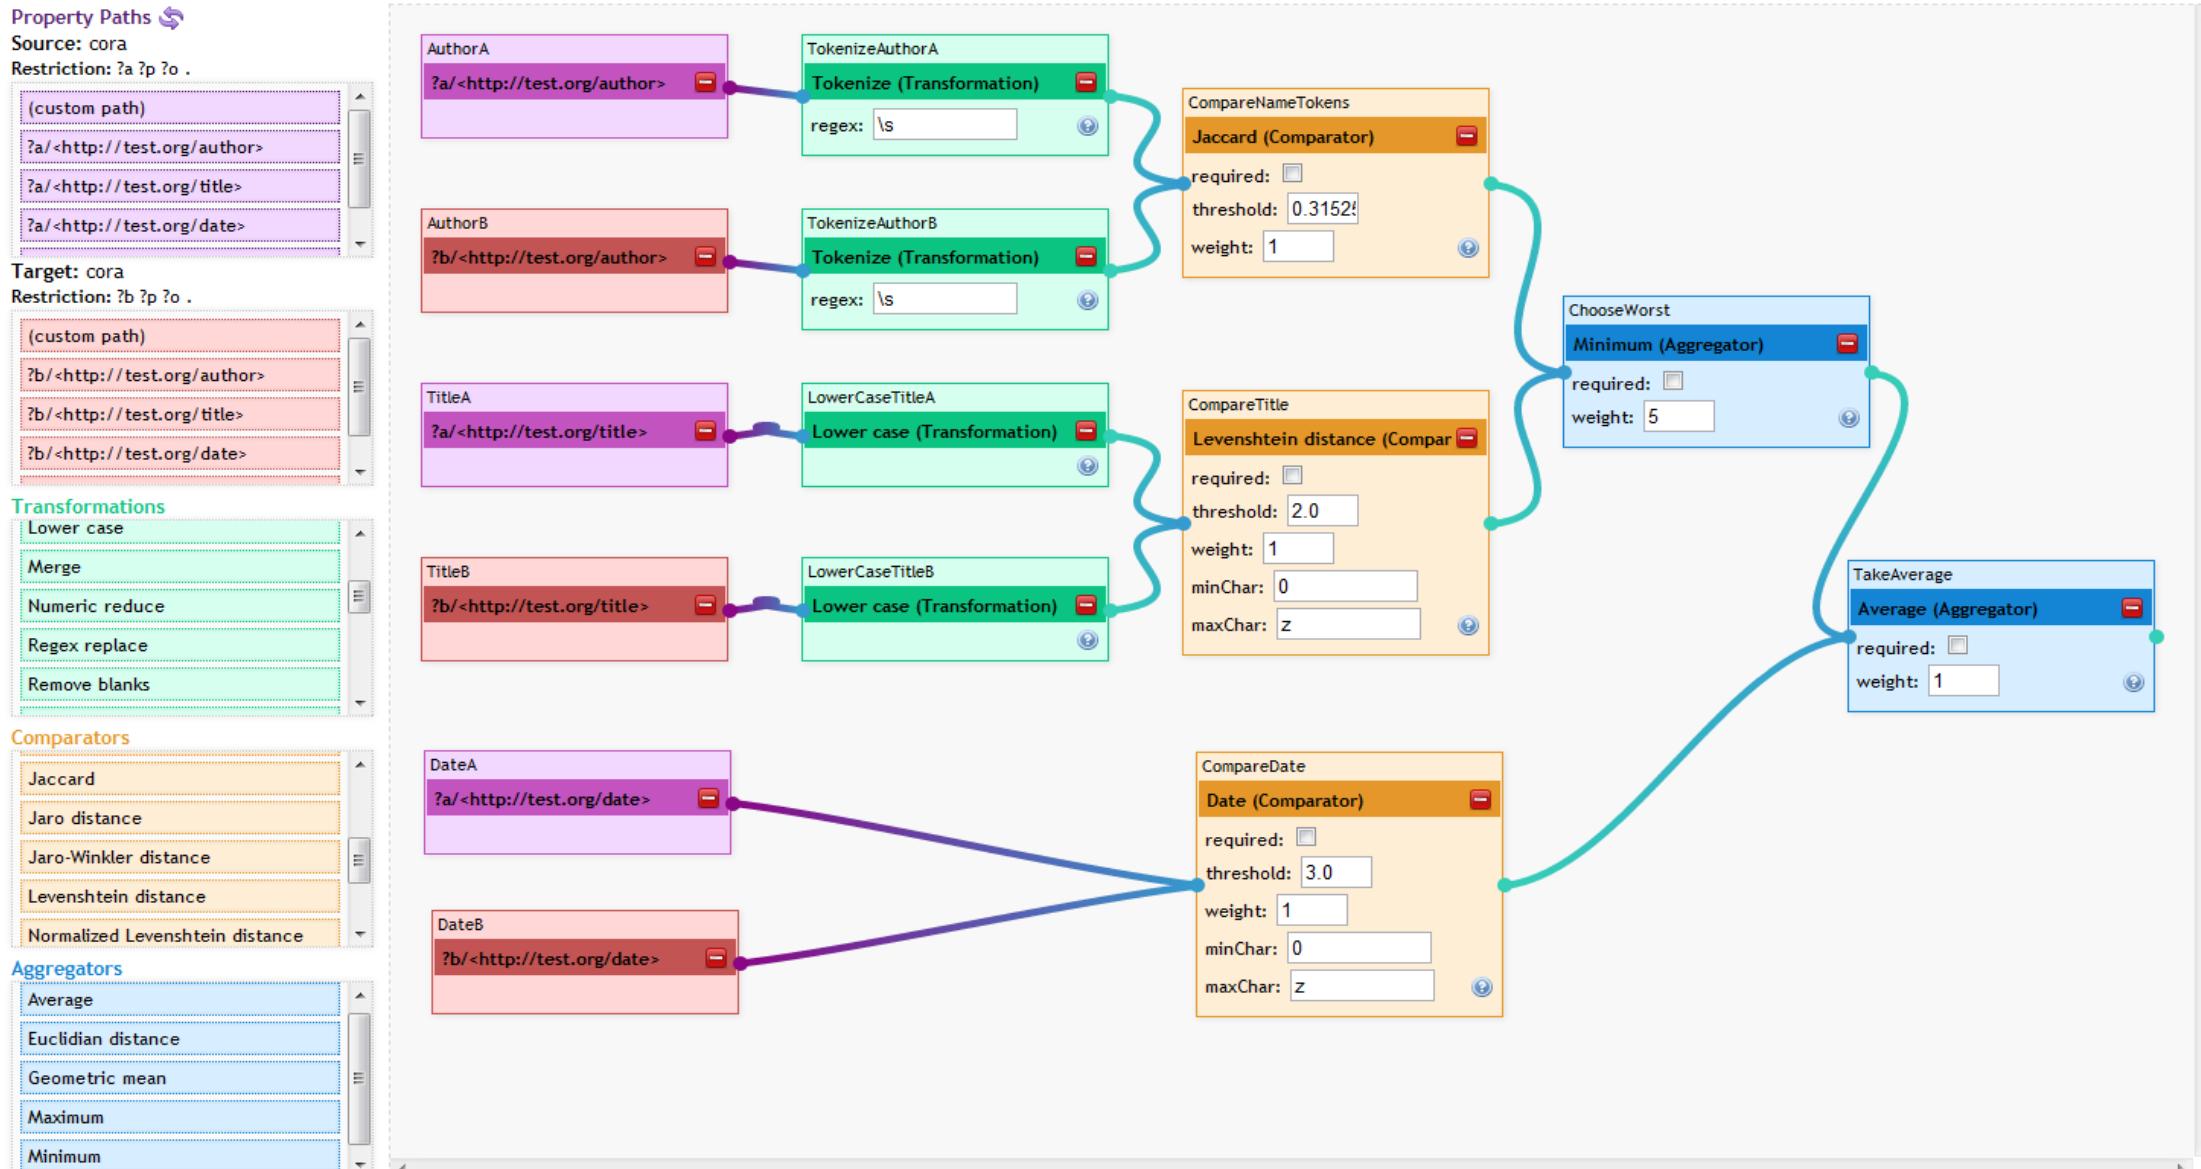 Property Paths
Source: cora
Restriction: ?a ?p ?o .
(custom path)
?a/<http://test.org/author>
?a/<http://test.org/title>
?a/<http://test.org/date>
Target: cora
Restriction: ?b ?p ?o .
(custom path)
?b/<http://test.org/author>
?b/<http://test.org/title>
?b/<http://test.org/date>
Transformations
Lower case
Merge
Numeric reduce
Regex replace
Remove blanks
Comparators
Jaccard
Jaro distance
Jaro-Winkler distance
Levenshtein distance
Normalized Levenshtein distance
Aggregators
Average
Euclidian distance
Geometric mean
Maximum
Minimum
AuthorA
?a/<http://test.org/author>
TokenizeAuthorA
Tokenize (Transformation)
regex: \s
AuthorB
?b/<http://test.org/author>
TokenizeAuthorB
Tokenize (Transformation)
regex: \s
CompareNameTokens
Jaccard (Comparator)
required:
threshold: 0.3152
weight: 1
TitleA
?a/<http://test.org/title>
LowerCaseTitleA
Lower case (Transformation)
TitleB
?b/<http://test.org/title>
LowerCaseTitleB
Lower case (Transformation)
CompareTitle
Levenshtein distance (Compar
required:
threshold: 2.0
weight: 1
minChar: 0
maxChar: z
ChooseWorst
Minimum (Aggregator)
required:
weight: 5
DateA
?a/<http://test.org/date>
DateB
?b/<http://test.org/date>
CompareDate
Date (Comparator)
required:
threshold: 3.0
weight: 1
minChar: 0
maxChar: z
TakeAverage
Average (Aggregator)
required:
weight: 1